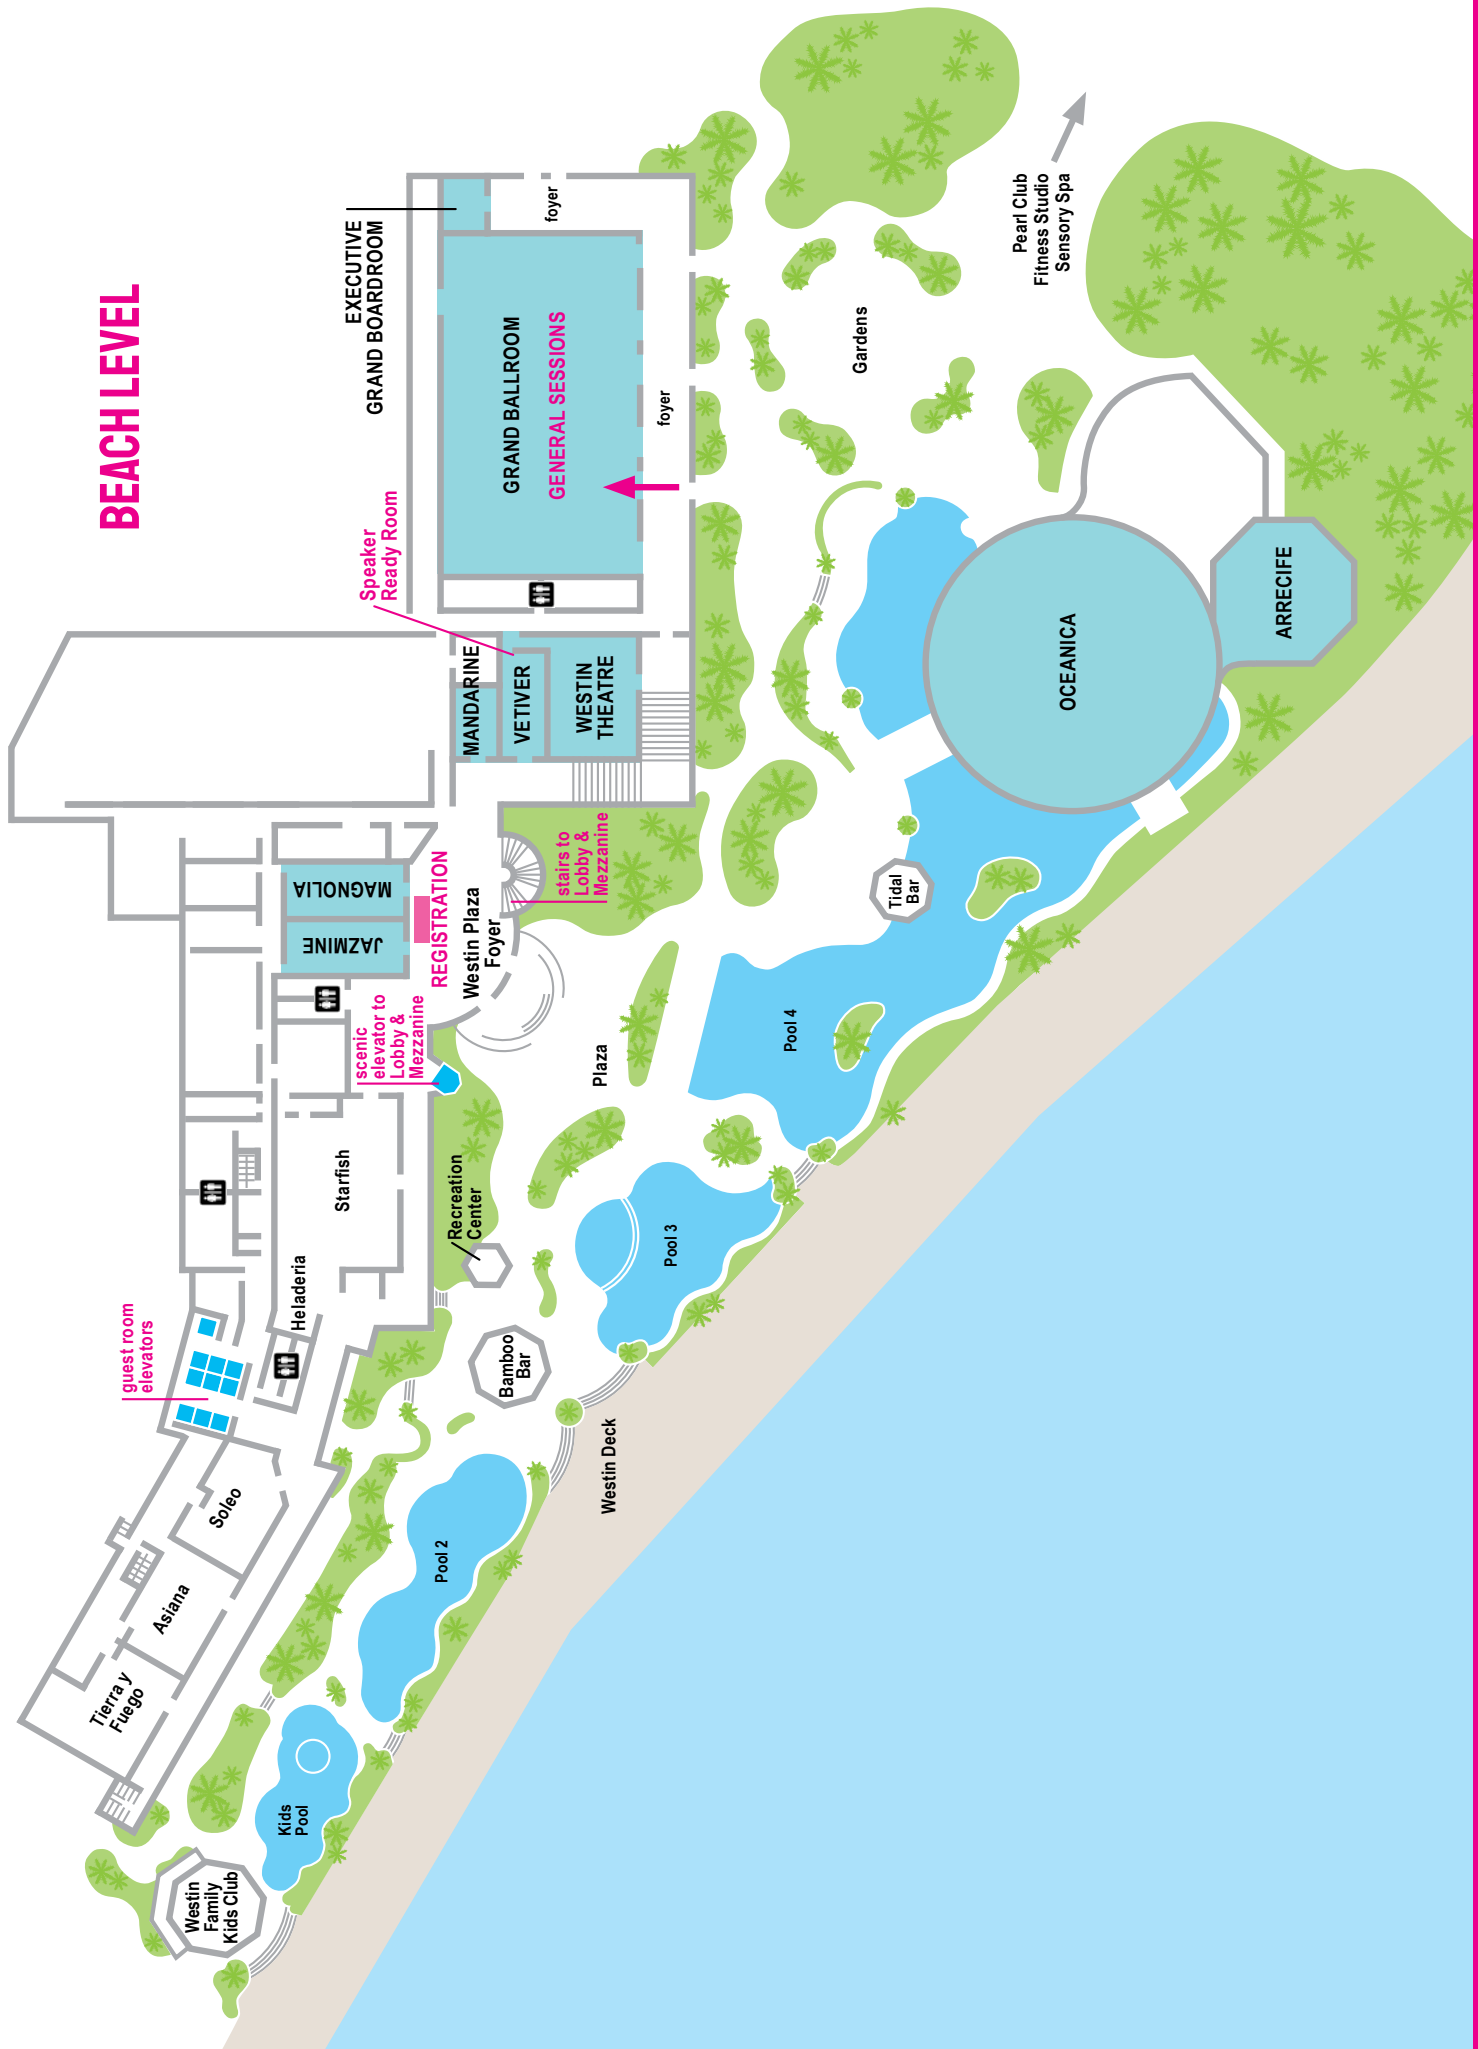 BEACH LEVEL
EXECUTIVE
GRAND BOARDROOM
foyer
GRAND BALLROOM
GENERAL SESSIONS
foyer
Speaker
Ready Room
MANDARINE
VETIVER
WESTIN
THEATRE
MAGNOLIA
JAZMINE
REGISTRATION
Westin Plaza
Foyer
stairs to
Lobby &
Mezzanine
scenic
elevator to
Lobby &
Mezzanine
Starfish
Heladeria
guest room
elevators
Soleo
Asiana
Tierra y
Fuego
Westin
Family
Kids Club
Kids
Pool
Pool 2
Westin Deck
Bamboo
Bar
Recreation
Center
Pool 3
Plaza
Pool 4
Tidal
Bar
OCEANICA
ARRECIFE
Gardens
Pearl Club
Fitness Studio
Sensory Spa